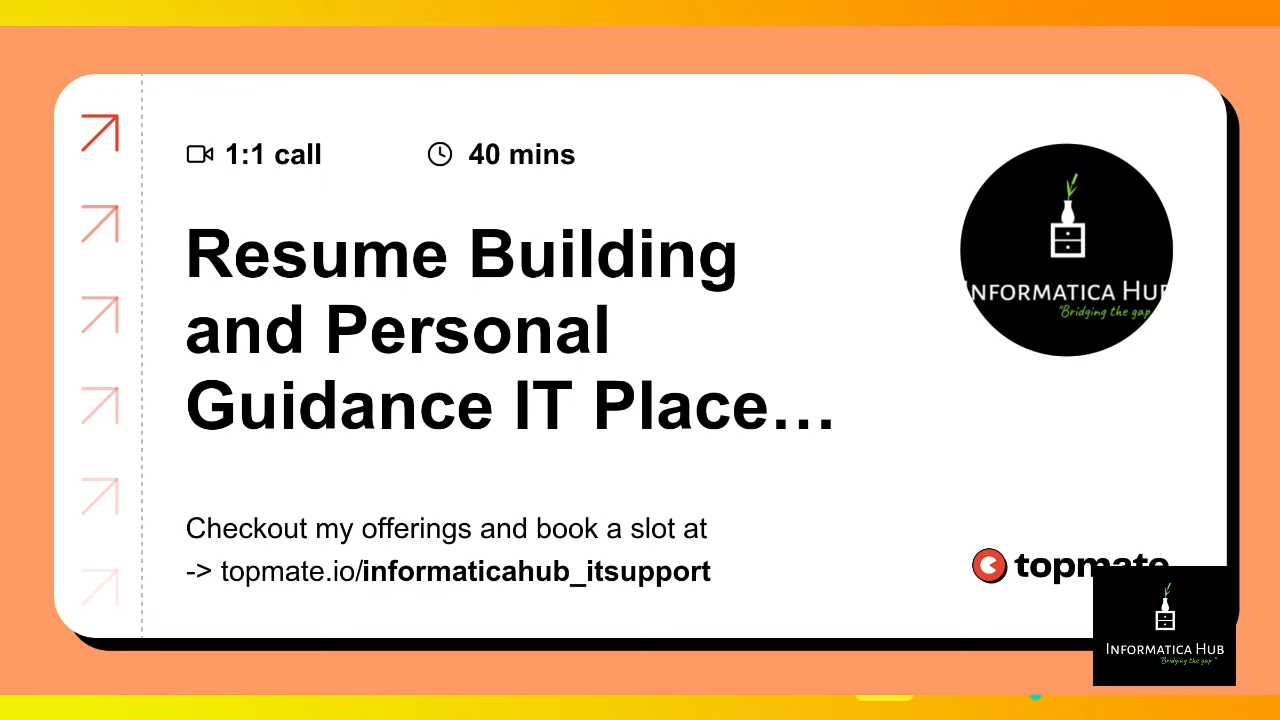 1:1 call
40 mins
Resume Building
and Personal
Guidance IT Place...
INFORMATICA HUB
"Bridging the gap
Checkout my offerings and book a slot at
-> topmate.io/informaticahub_itsupport
topmate
INFORMATICA HUB
"Bridging the gap "